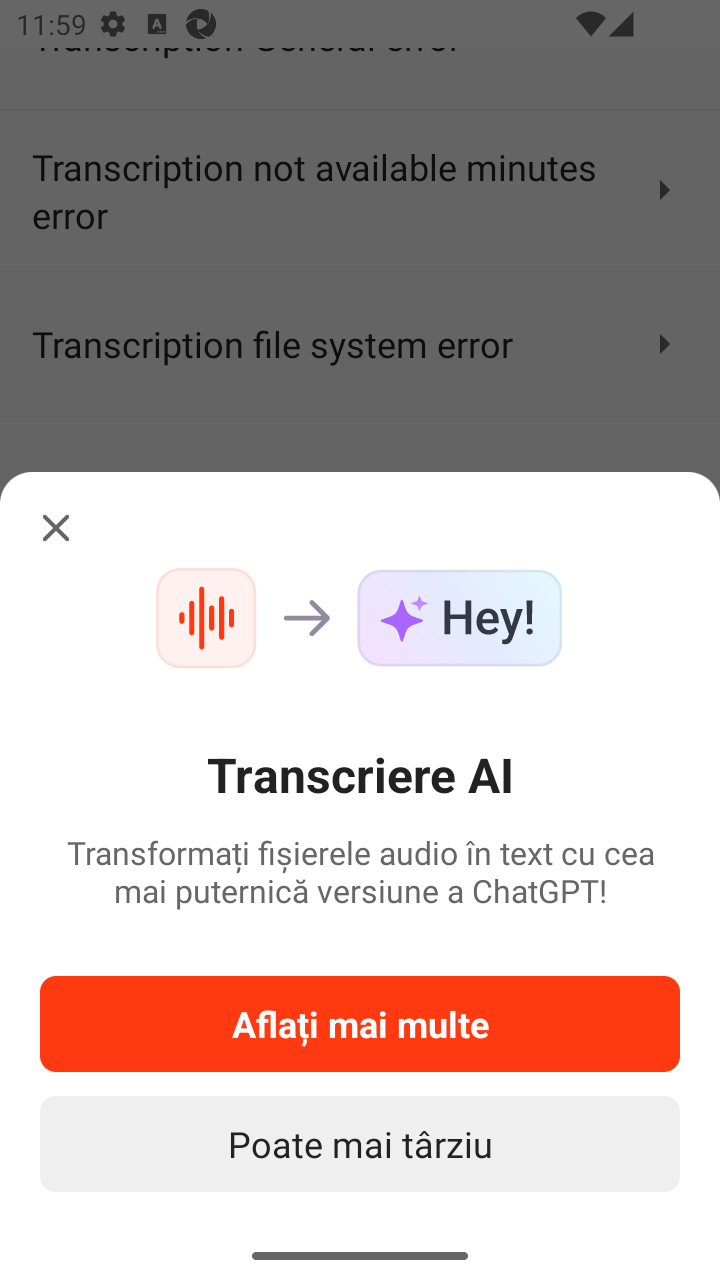 11:59
Transcription General error
Transcription not available minutes
error
Transcription file system error
Hey!
Transcriere AI
Transformați fișierele audio în text cu cea
mai puternică versiune a ChatGPT!
Aflați mai multe
Poate mai târziu